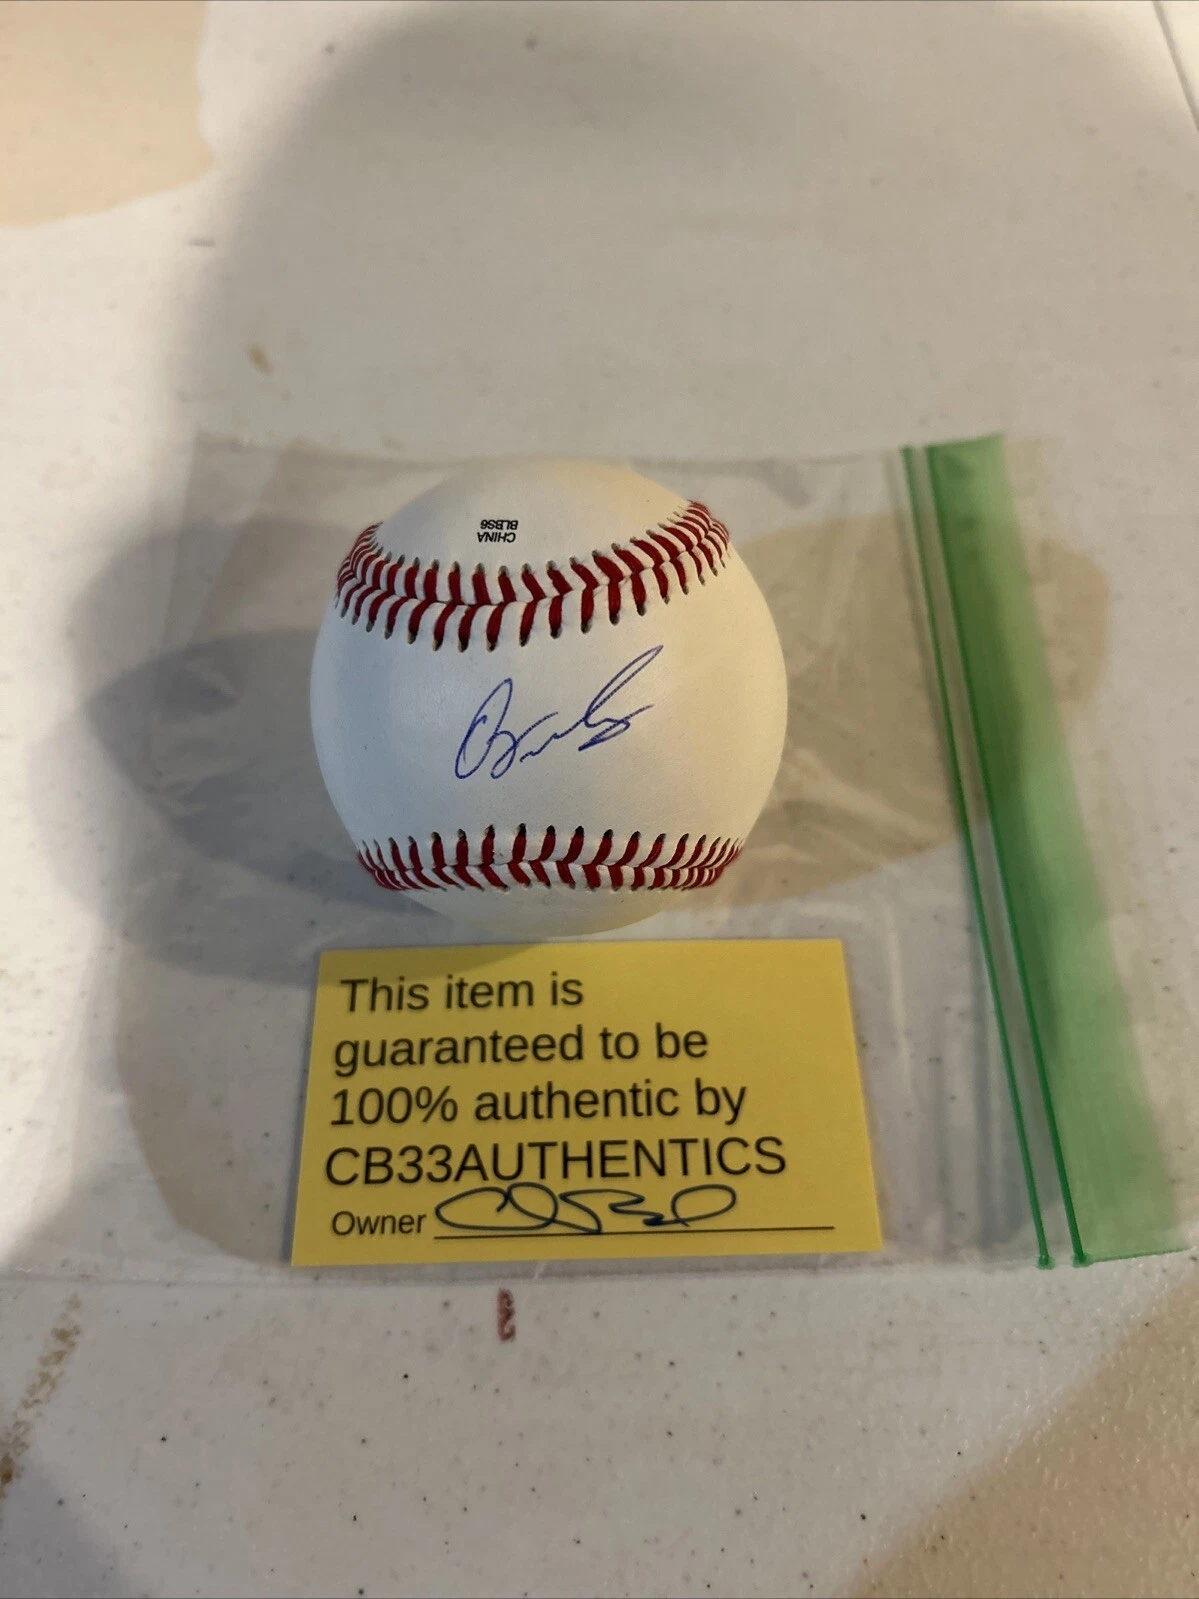 CHINA
BLBS6
This item is
guaranteed to be
100% authentic by
CB33AUTHENTICS
Owner